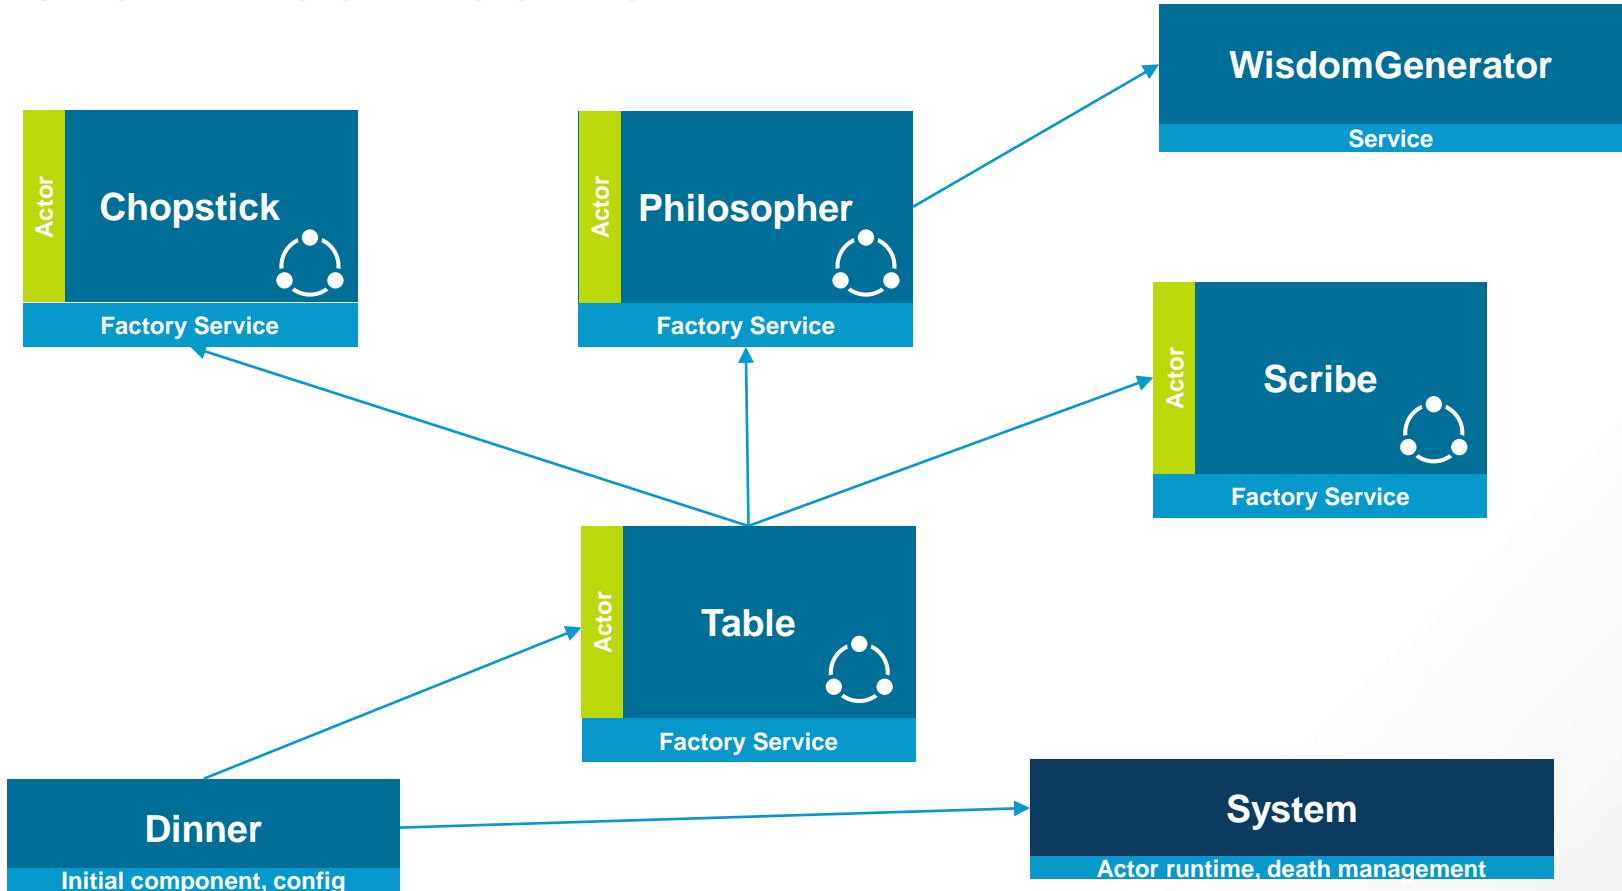 WisdomGenerator
Service
Actor
Chopstick
Factory Service
Actor
Philosopher
Factory Service
Actor
Scribe
Factory Service
Actor
Table
Factory Service
Dinner
Initial component, config
System
Actor runtime, death management